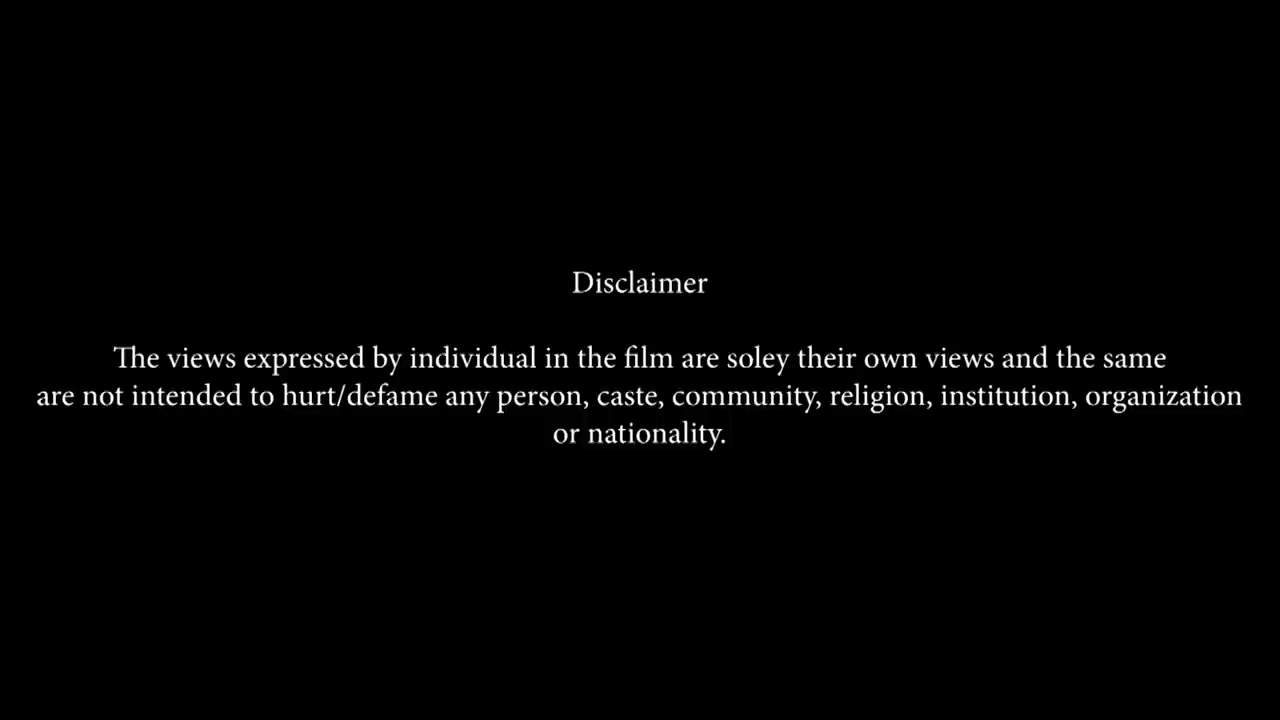 Disclaimer
The views expressed by individual in the film are soley their own views and the same
are not intended to hurt/defame any person, caste, community, religion, institution, organization
or nationality.